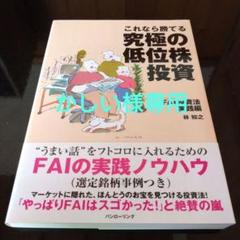 これなら勝てる
究極の
低位株
投資
かしい様専用
資法
践編
林 知之
“うまい話”をフトコロに入れるための
FAIの実践ノウハウ
(選定銘柄事例つき)
マーケットに隠れた、ほんとうのお宝を見つける投資法!
「やっぱりFAIはスゴかった!」と絶賛の嵐
パンローリング